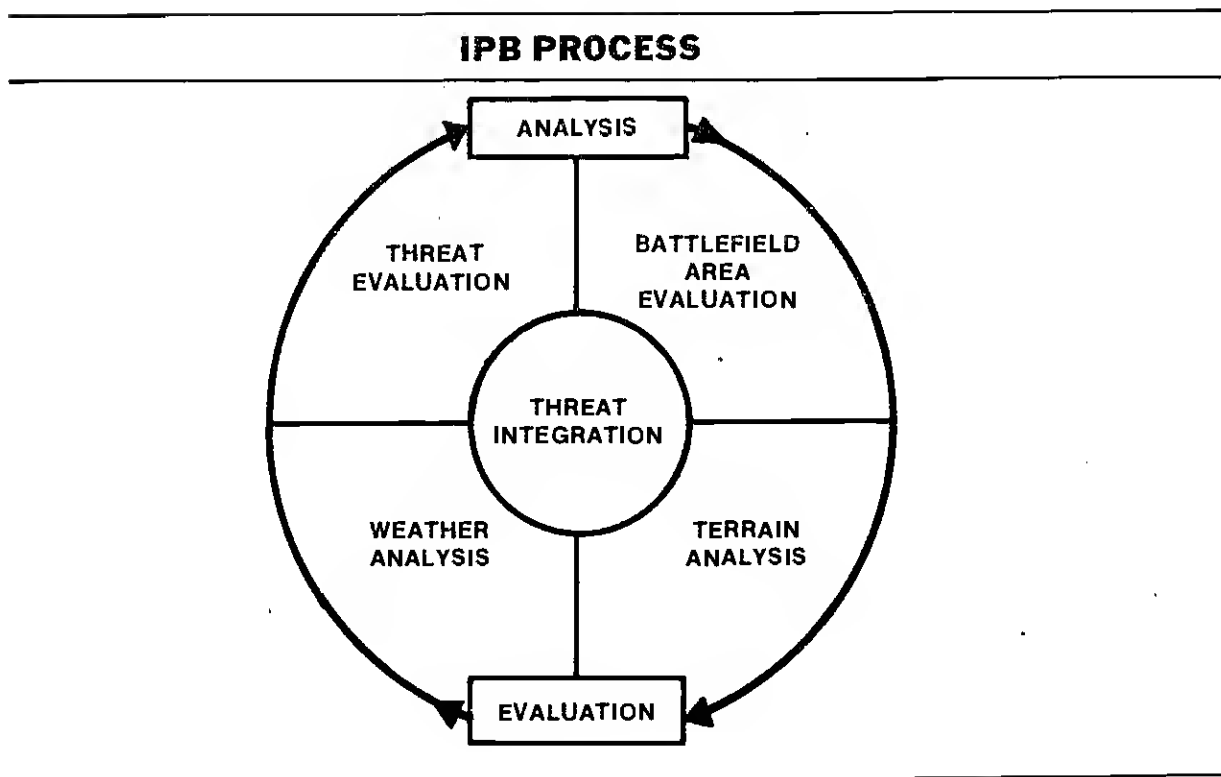 IPB PROCESS
ANALYSIS
THREAT
EVALUATION
BATTLEFIELD
AREA
EVALUATION
THREAT
INTEGRATION
WEATHER
ANALYSIS
TERRAIN
ANALYSIS
EVALUATION